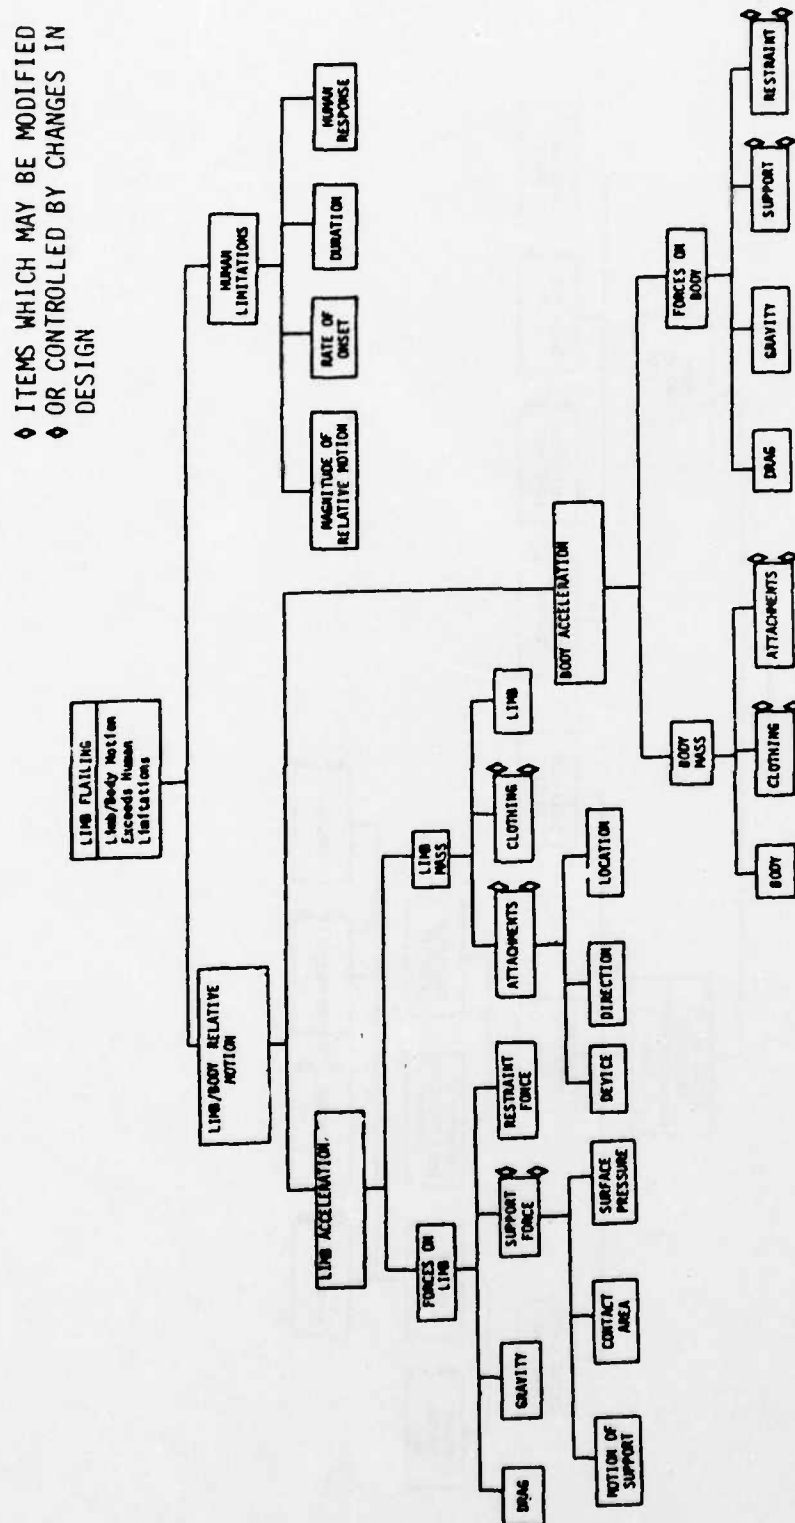 ◊ ITEMS WHICH MAY BE MODIFIED
◊ OR CONTROLLED BY CHANGES IN
DESIGN
LIMB FLAILING
Limb/Body Motion
Exceeds Human
Limitations
LIMB/BODY RELATIVE
MOTION
HUMAN
LIMITATIONS
MAGNITUDE OF
RELATIVE MOTION
RATE OF
ONSET
DURATION
HUMAN
RESPONSE
LIMB ACCELERATION
BODY ACCELERATION
FORCES ON
LIMB
LIMB
MASS
DRAG
GRAVITY
SUPPORT
FORCE
RESTRAINT
FORCE
ATTACHMENTS
CLOTHING
LIMB
MOTION OF
SUPPORT
CONTACT
AREA
SURFACE
PRESSURE
DEVICE
DIRECTION
LOCATION
BODY
MASS
FORCES ON
BODY
BODY
CLOTHING
ATTACHMENTS
DRAG
GRAVITY
SUPPORT
RESTRAINT